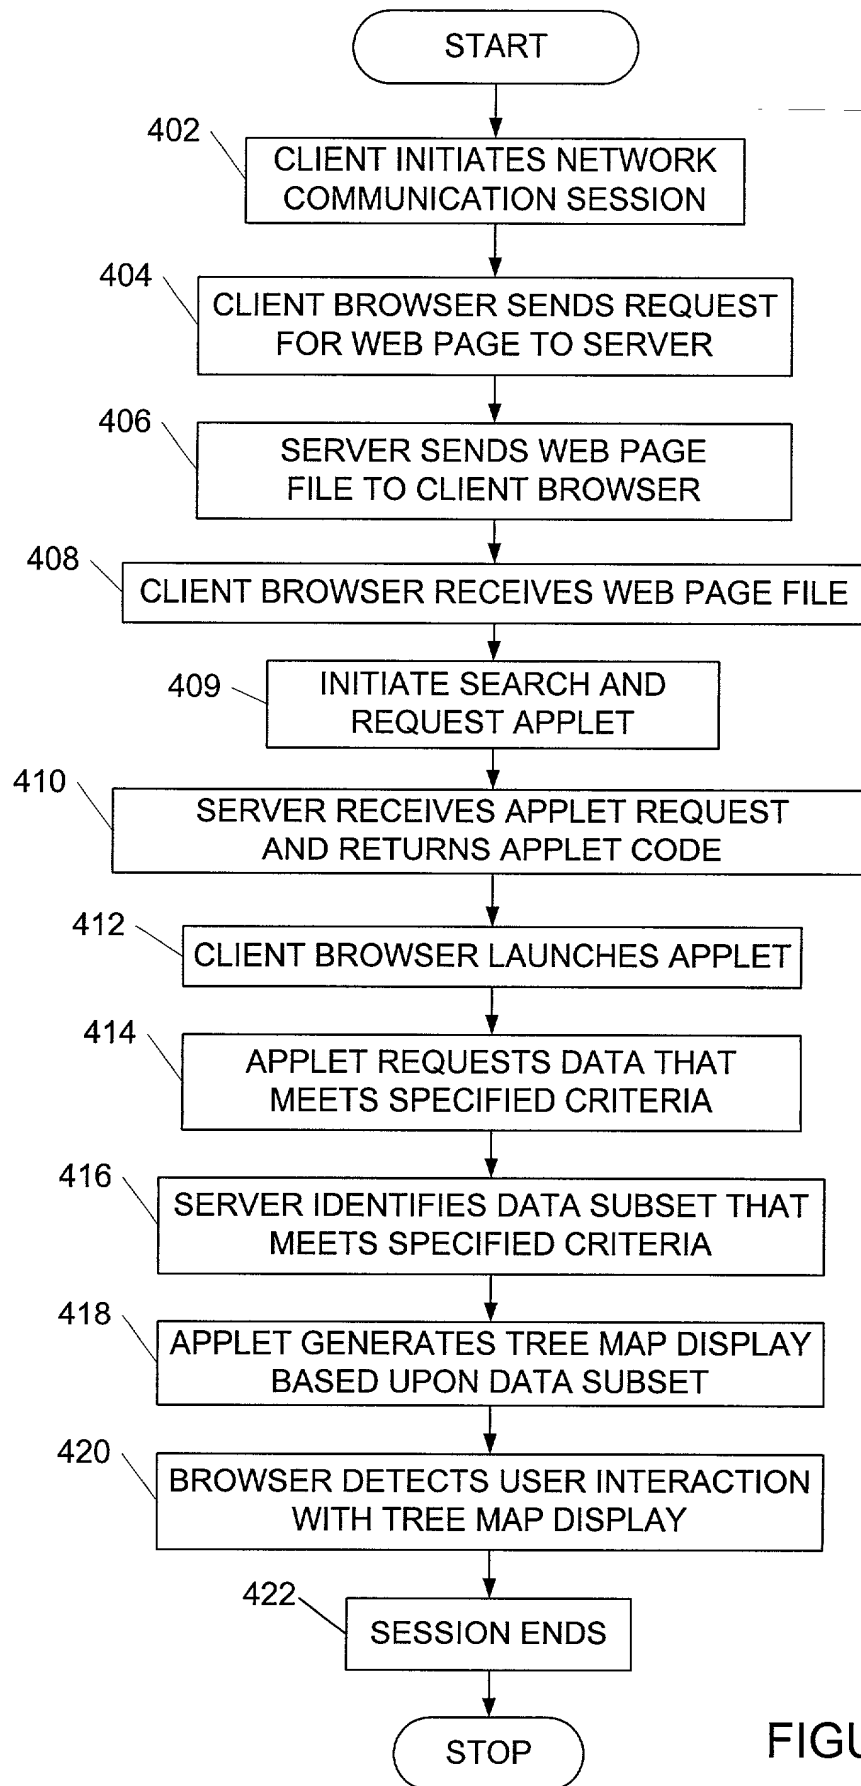 START
402
CLIENT INITIATES NETWORK
COMMUNICATION SESSION
404
CLIENT BROWSER SENDS REQUEST
FOR WEB PAGE TO SERVER
406
SERVER SENDS WEB PAGE
FILE TO CLIENT BROWSER
408
CLIENT BROWSER RECEIVES WEB PAGE FILE
409
INITIATE SEARCH AND
REQUEST APPLET
410
SERVER RECEIVES APPLET REQUEST
AND RETURNS APPLET CODE
412
CLIENT BROWSER LAUNCHES APPLET
414
APPLET REQUESTS DATA THAT
MEETS SPECIFIED CRITERIA
416
SERVER IDENTIFIES DATA SUBSET THAT
MEETS SPECIFIED CRITERIA
418
APPLET GENERATES TREE MAP DISPLAY
BASED UPON DATA SUBSET
420
BROWSER DETECTS USER INTERACTION
WITH TREE MAP DISPLAY
422
SESSION ENDS
STOP